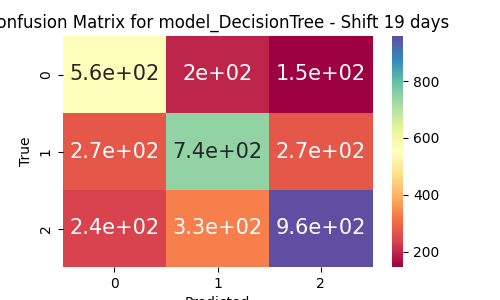 onfusion Matrix for model_DecisionTree - Shift 19 days
0 5.6e+02 2e+02 1.5e+02
1 2.7e+02 7.4e+02 2.7e+02
2 2.4e+02 3.3e+02 9.6e+02
True
0 1 2
Predicted
800
600
400
200